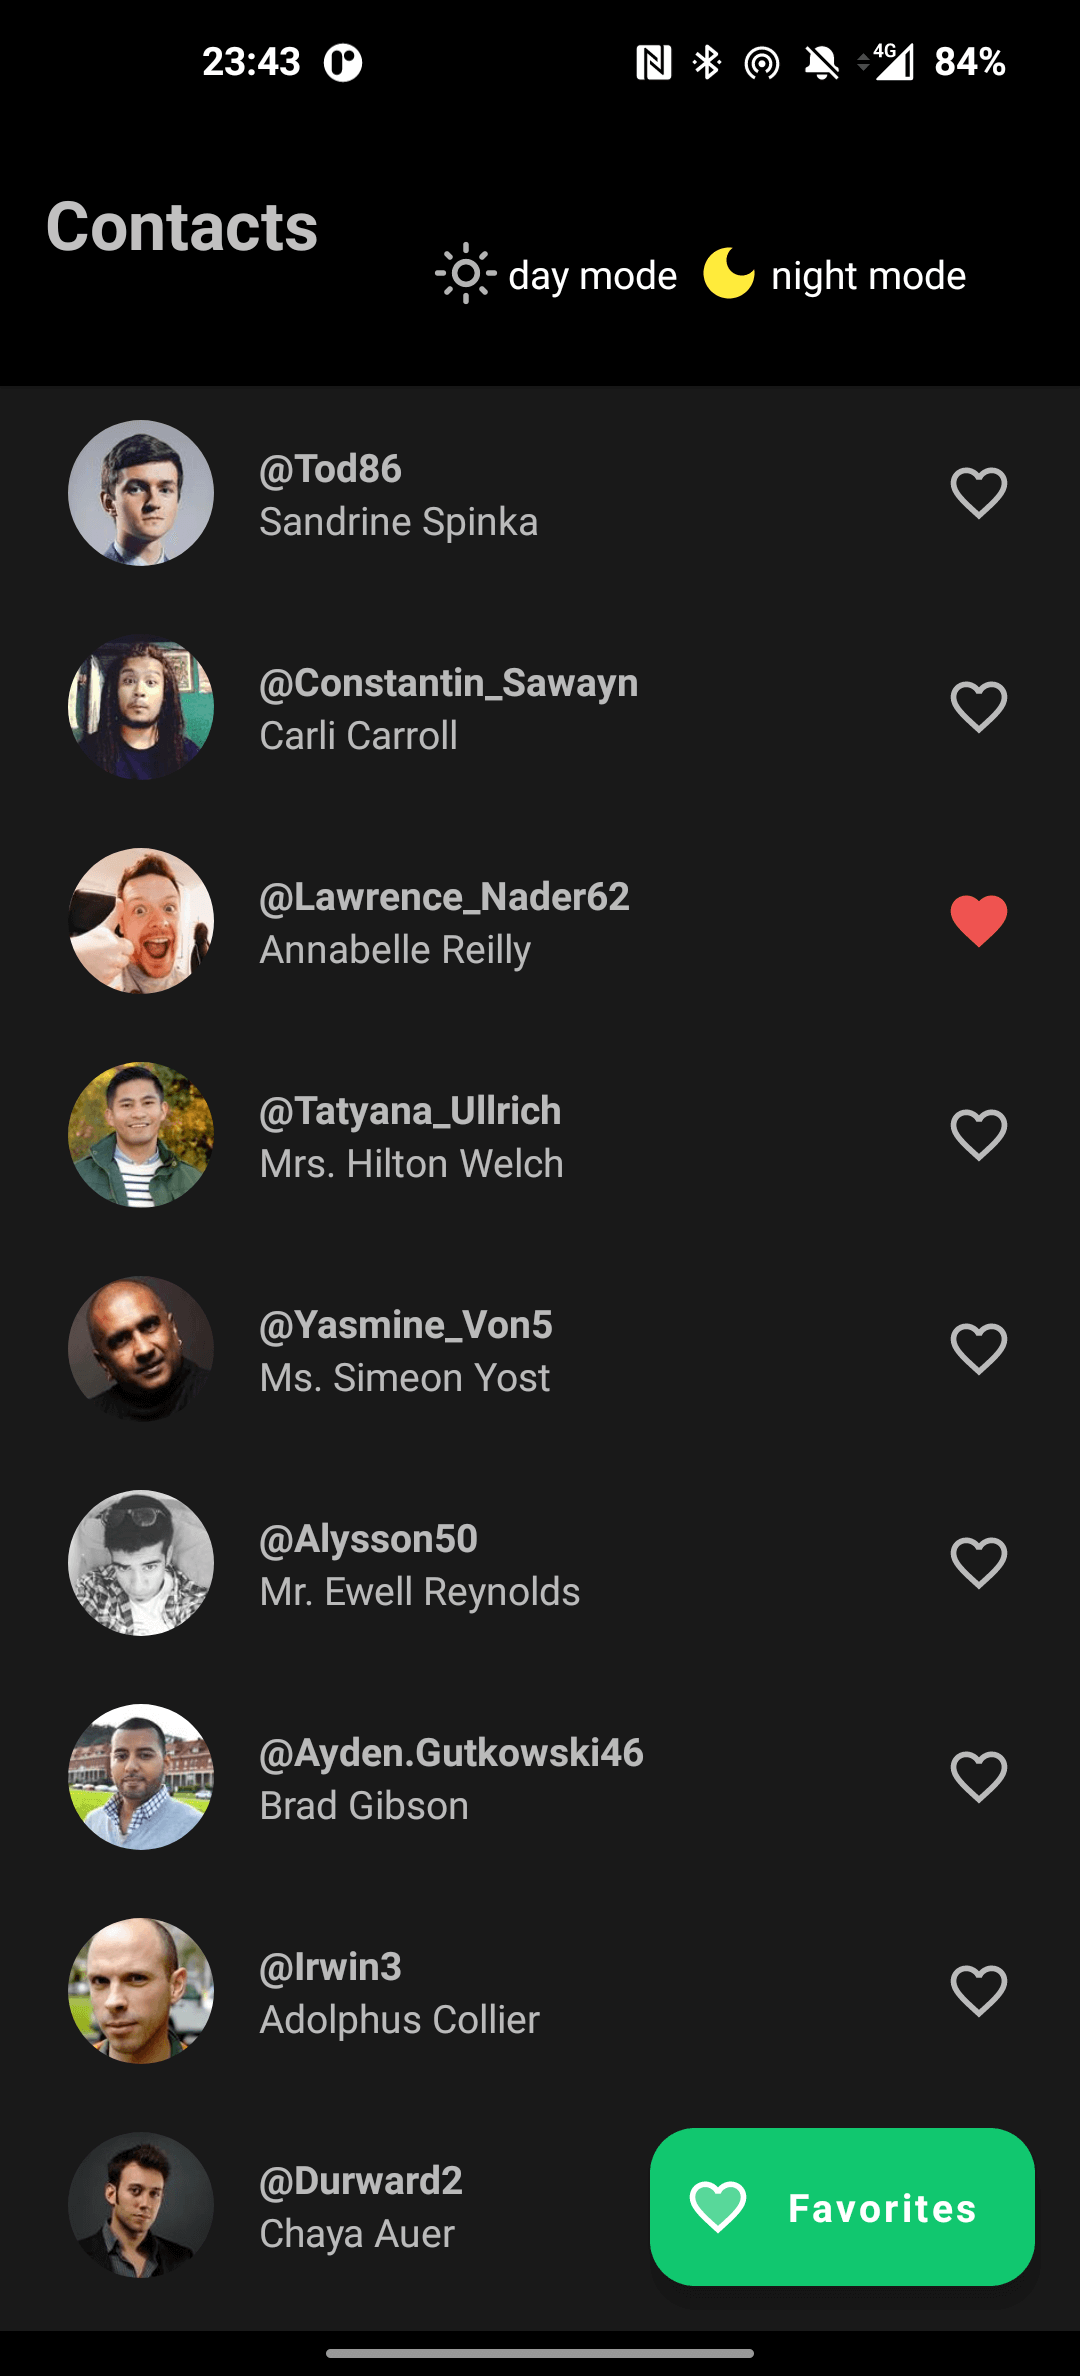 23:43 4G 84%
Contacts
day mode night mode
@Tod86
Sandrine Spinka
@Constantin_Sawayn
Carli Carroll
@Lawrence_Nader62
Annabelle Reilly
@Tatyana_Ullrich
Mrs. Hilton Welch
@Yasmine_Von5
Ms. Simeon Yost
@Alysson50
Mr. Ewell Reynolds
@Ayden.Gutkowski46
Brad Gibson
@Irwin3
Adolphus Collier
@Durward2
Chaya Auer
Favorites